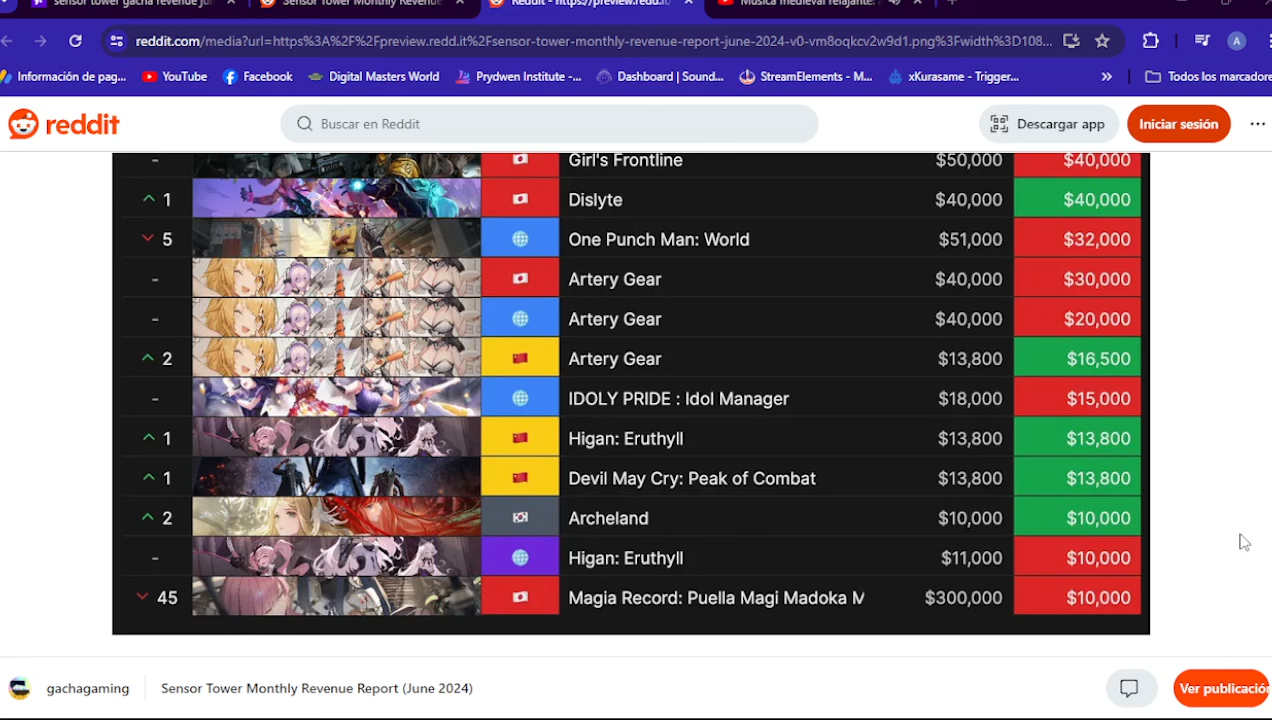 sensor tower gacha revenue ju
Sensor Tower Monthly Revenue
Reddit - https://preview.redd.i
Música medieval relajante:
reddit.com/media?url=https%3A%2F%2Fpreview.redd.it%2Fsensor-tower-monthly-revenue-report-june-2024-v0-vm8oqkcv2w9d1.png%3Fwidth%3D108...
A
Información de pag...
YouTube
Facebook
Digital Masters World
Prydwen Institute -...
Dashboard | Sound...
StreamElements - M...
xKurasame - Trigger...
»
Todos los marcadore
reddit
Buscar en Reddit
Descargar app
Iniciar sesión
- Girl's Frontline $50,000 $40,000
1 Dislyte $40,000 $40,000
5 One Punch Man: World $51,000 $32,000
- Artery Gear $40,000 $30,000
- Artery Gear $40,000 $20,000
2 Artery Gear $13,800 $16,500
- IDOLY PRIDE : Idol Manager $18,000 $15,000
1 Higan: Eruthyll $13,800 $13,800
1 Devil May Cry: Peak of Combat $13,800 $13,800
2 Archeland $10,000 $10,000
- Higan: Eruthyll $11,000 $10,000
45 Magia Record: Puella Magi Madoka M $300,000 $10,000
gachagaming
Sensor Tower Monthly Revenue Report (June 2024)
Ver publicación